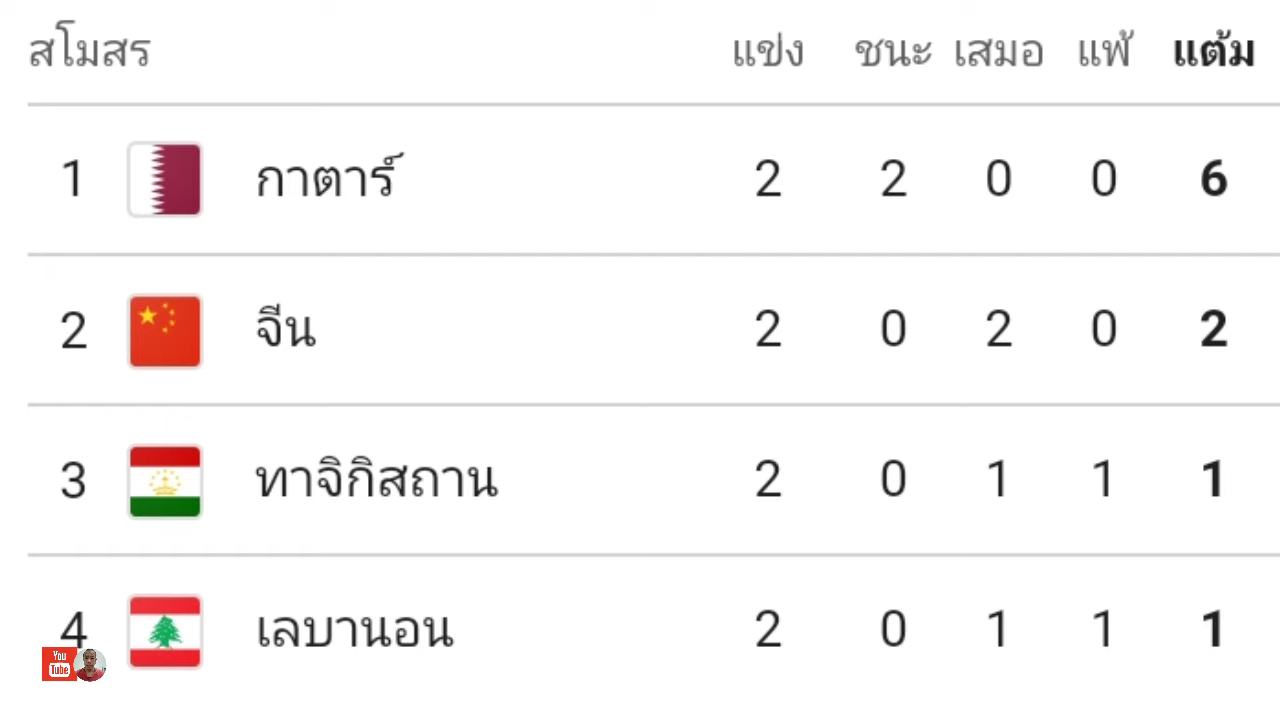 สโมสร แข่ง ชนะ เสมอ แพ้ แต้ม
1 กาตาร์ 2 2 0 0 6
2 จีน 2 0 2 0 2
3 ทาจิกิสถาน 2 0 1 1 1
4 เลบานอน 2 0 1 1 1
You
Tube